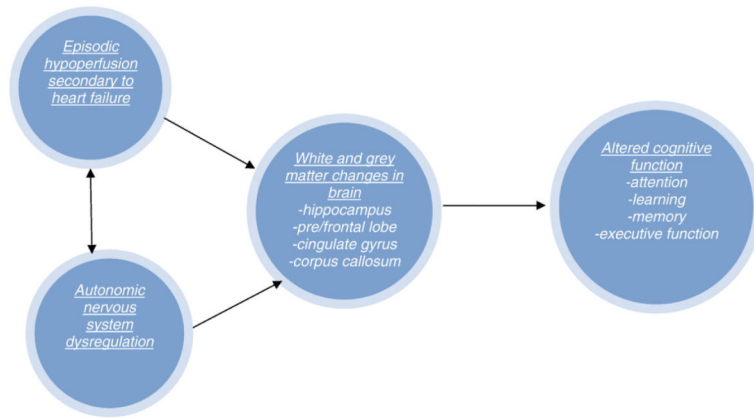 Episodic
hypoperfusion
secondary to
heart failure
Autonomic
nervous
system
dysregulation
White and grey
matter changes in
brain
-hippocampus
-pre/frontal lobe
-cingulate gyrus
-corpus callosum
Altered cognitive
function
-attention
-learning
-memory
-executive function